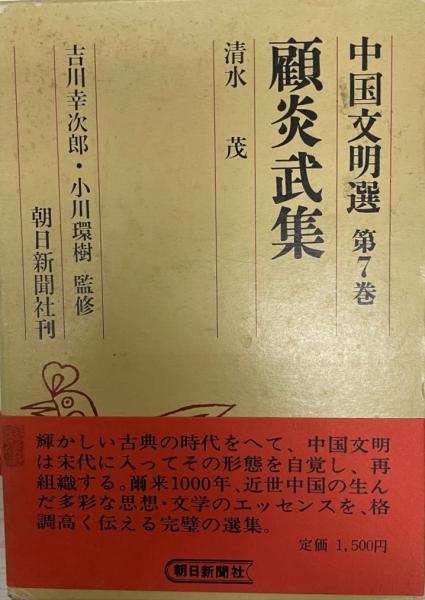 中国文明選 第7巻
顧炎武集
清水 茂
吉川幸次郎・小川環樹 監修
朝日新聞社刊
輝かしい古典の時代をへて、中国文明
は宋代に入ってその形態を自覚し、再
組織する。爾来1000年、近世中国の生ん
だ多彩な思想・文学のエッセンスを、格
調高く伝える完璧の選集。
定価 1,500円
朝日新聞社